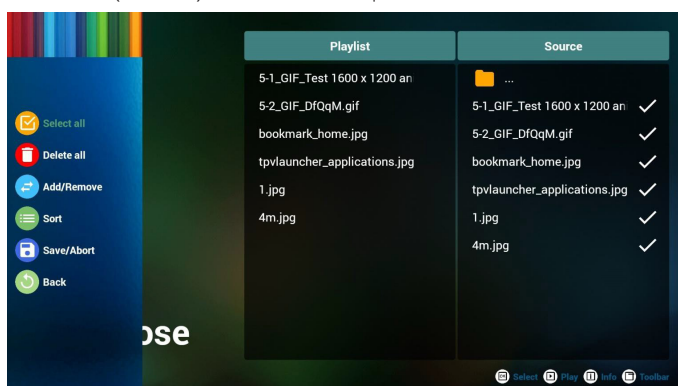 Playlist
Source
...
5-1_GIF_Test 1600 x 1200 an
5-2_GIF_DfQqM.gif
bookmark_home.jpg
tpvlauncher_applications.jpg
1.jpg
4m.jpg
5-1_GIF_Test 1600 x 1200 an
5-2_GIF_DfQqM.gif
bookmark_home.jpg
tpvlauncher_applications.jpg
1.jpg
4m.jpg
Select all
Delete all
Add/Remove
Sort
Save/Abort
Back
ose
Select
Play
Info
Toolbar